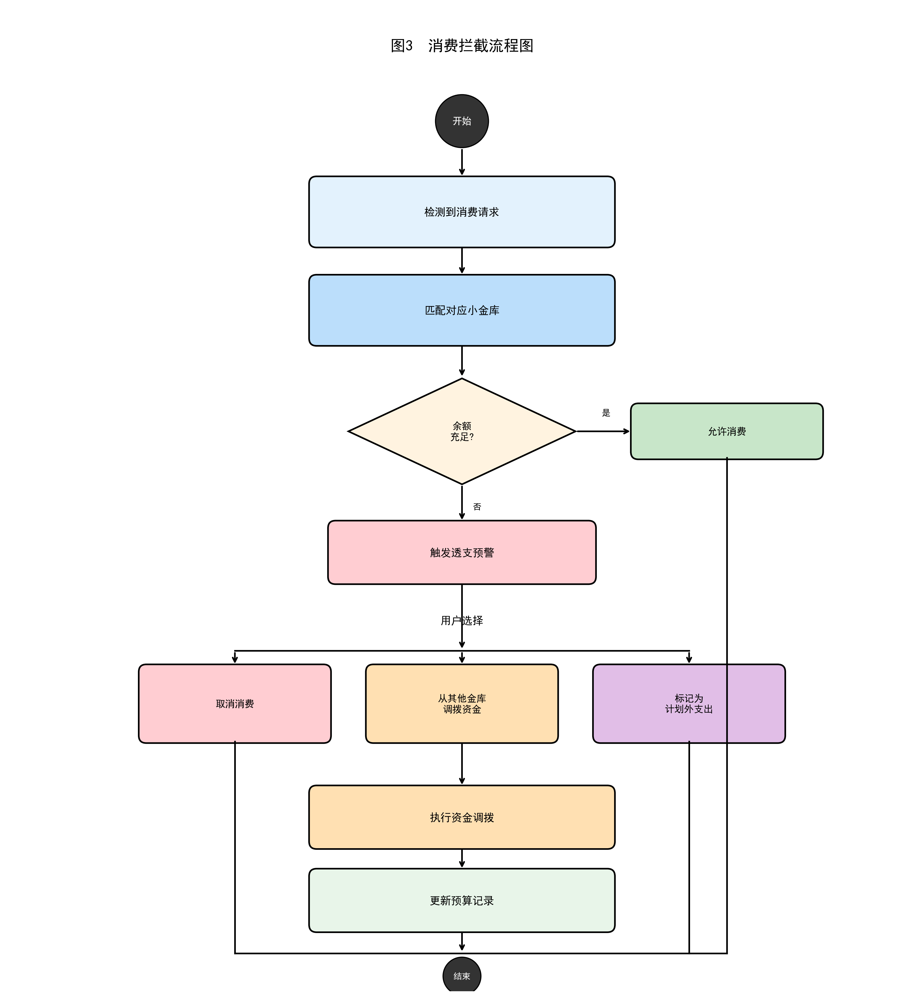 图3　消费拦截流程图
开始
检测到消费请求
匹配对应小金库
余额
充足?
是
允许消费
否
触发透支预警
用户选择
取消消费
从其他金库
调拨资金
标记为
计划外支出
执行资金调拨
更新预算记录
结束